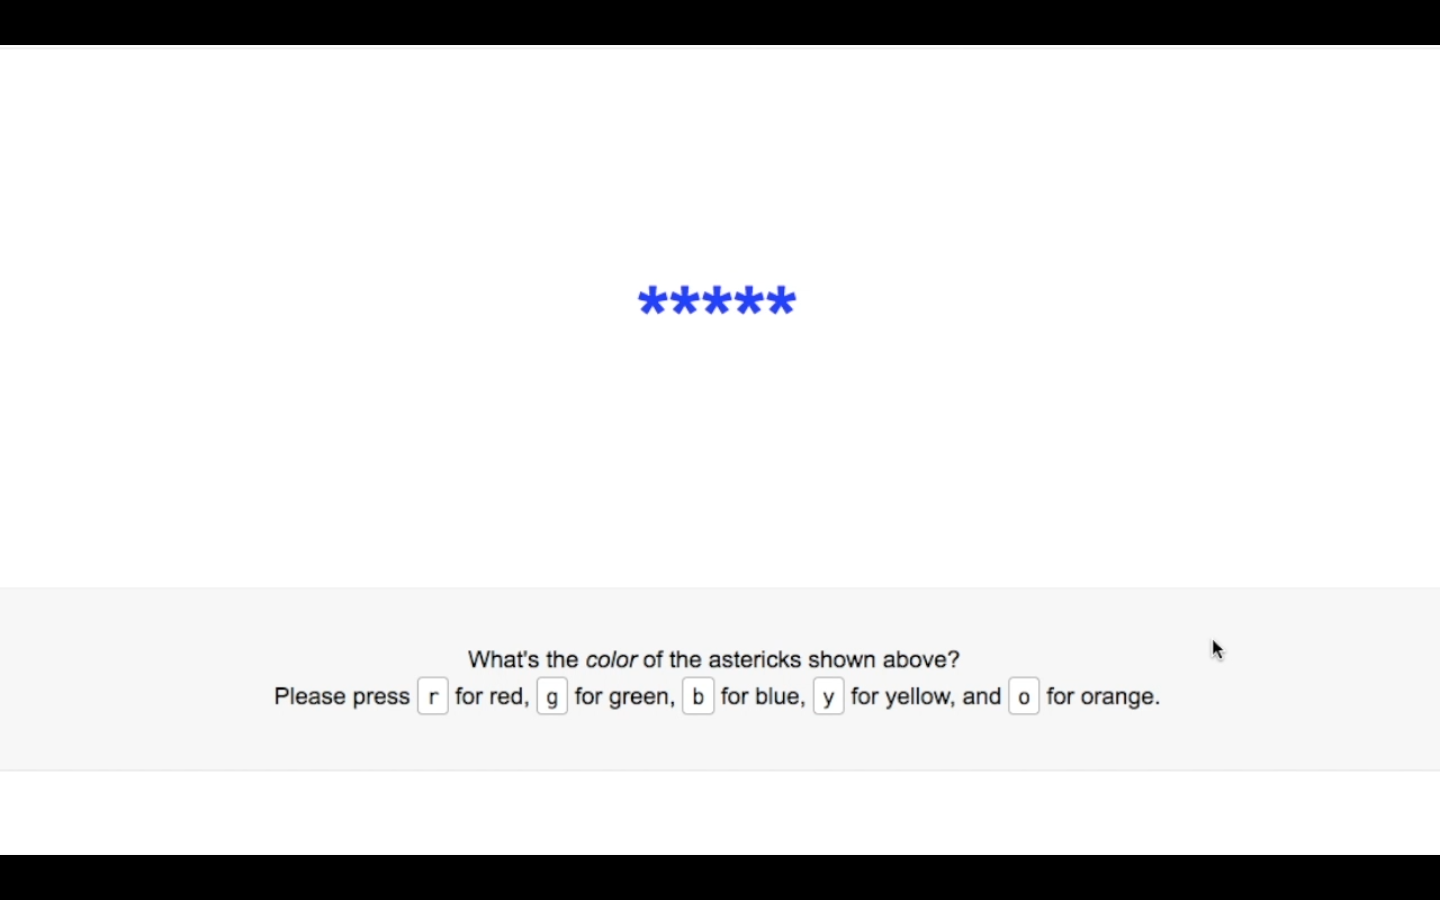 *****
What's the color of the astericks shown above?
Please press r for red, g for green, b for blue, y for yellow, and o for orange.